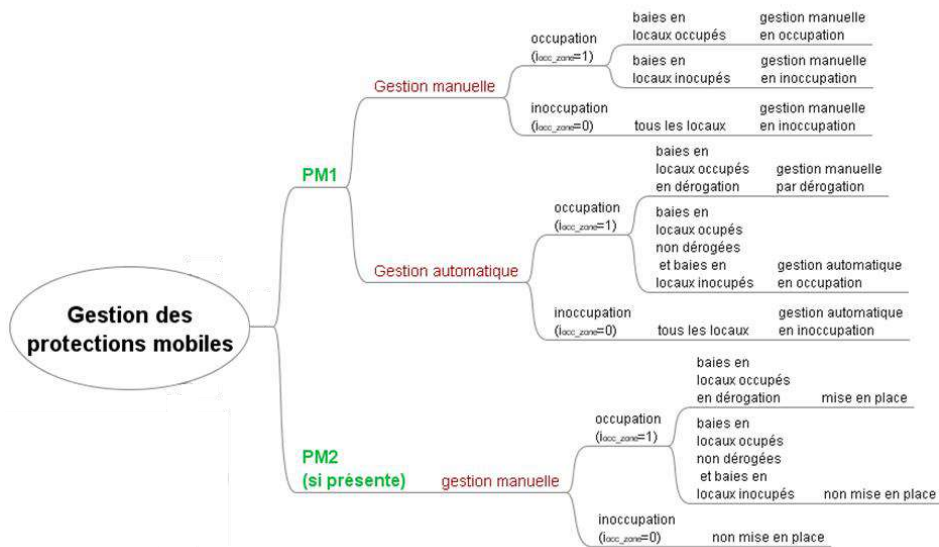 Gestion des
protections mobiles
PM1
Gestion manuelle
occupation
(iocc_zone=1)
baies en
locaux occupés
gestion manuelle
en occupation
baies en
locaux inocupés
gestion manuelle
en inoccupation
inoccupation
(iocc_zone=0)
tous les locaux
gestion manuelle
en inoccupation
Gestion automatique
occupation
(iocc_zone=1)
baies en
locaux occupés
en dérogation
gestion manuelle
par dérogation
baies en
locaux ocupés
non dérogées
et baies en
locaux inocupés
gestion automatique
en occupation
inoccupation
(iocc_zone=0)
tous les locaux
gestion automatique
en inoccupation
PM2
(si présente)
gestion manuelle
occupation
(iocc_zone=1)
baies en
locaux occupés
en dérogation
mise en place
baies en
locaux ocupés
non dérogées
et baies en
locaux inocupés
non mise en place
inoccupation
(iocc_zone=0)
non mise en place